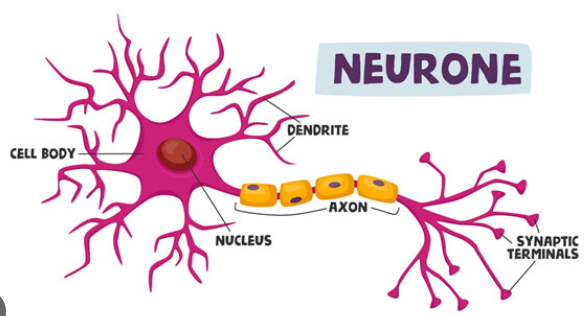 NEURONE
DENDRITE
CELL BODY
AXON
NUCLEUS
SYNAPTIC
TERMINALS